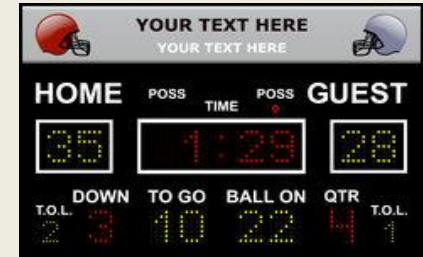 YOUR TEXT HERE
YOUR TEXT HERE
HOME POSS TIME POSS GUEST
35 1:29 28
DOWN TO GO BALL ON QTR
T.O.L. T.O.L.
2 3 10 22 4 1